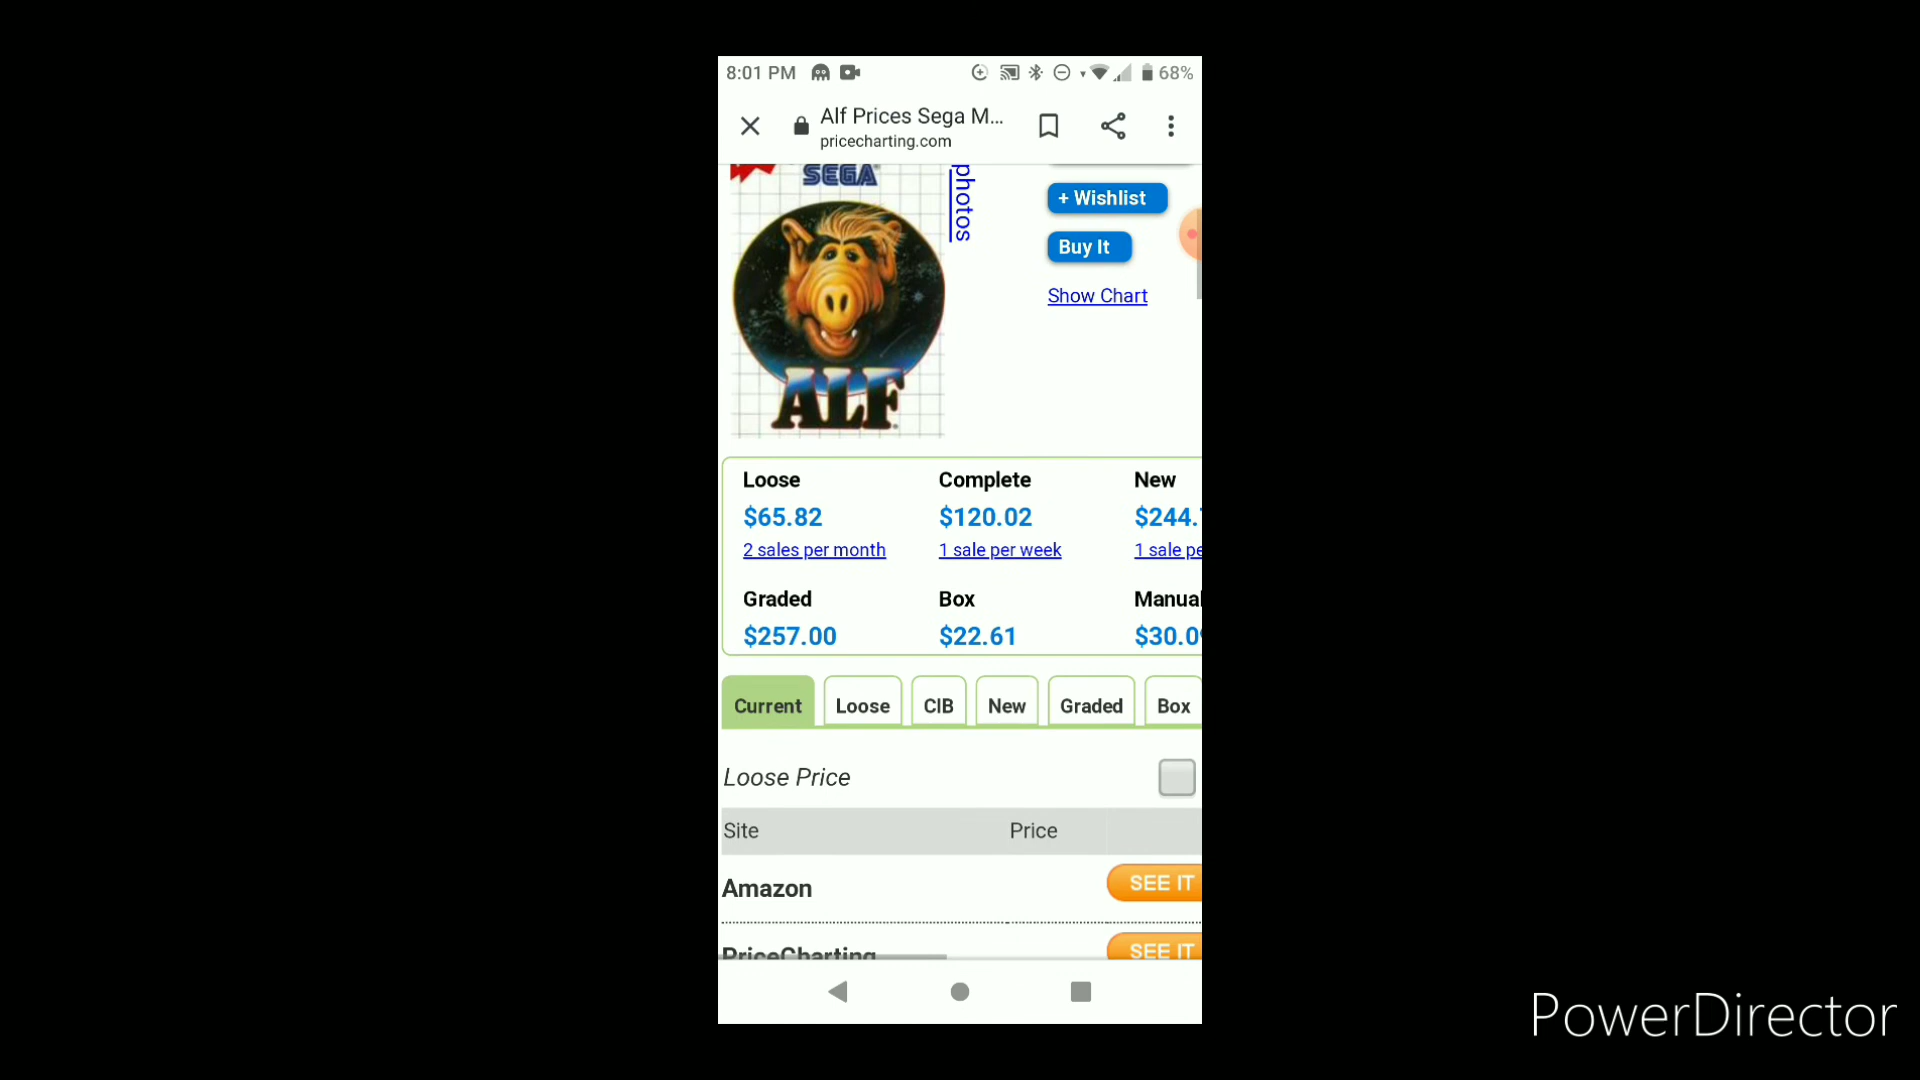 8:01 PM 68%
Alf Prices Sega M...
pricecharting.com
SEGA
photos
+ Wishlist
Buy It
Show Chart
ALF
Loose Complete New
$65.82 $120.02 $244.
2 sales per month 1 sale per week 1 sale pe
Graded Box Manual
$257.00 $22.61 $30.09
Current Loose CIB New Graded Box
Loose Price
Site Price
Amazon SEE IT
PriceCharting SEE IT
PowerDirector